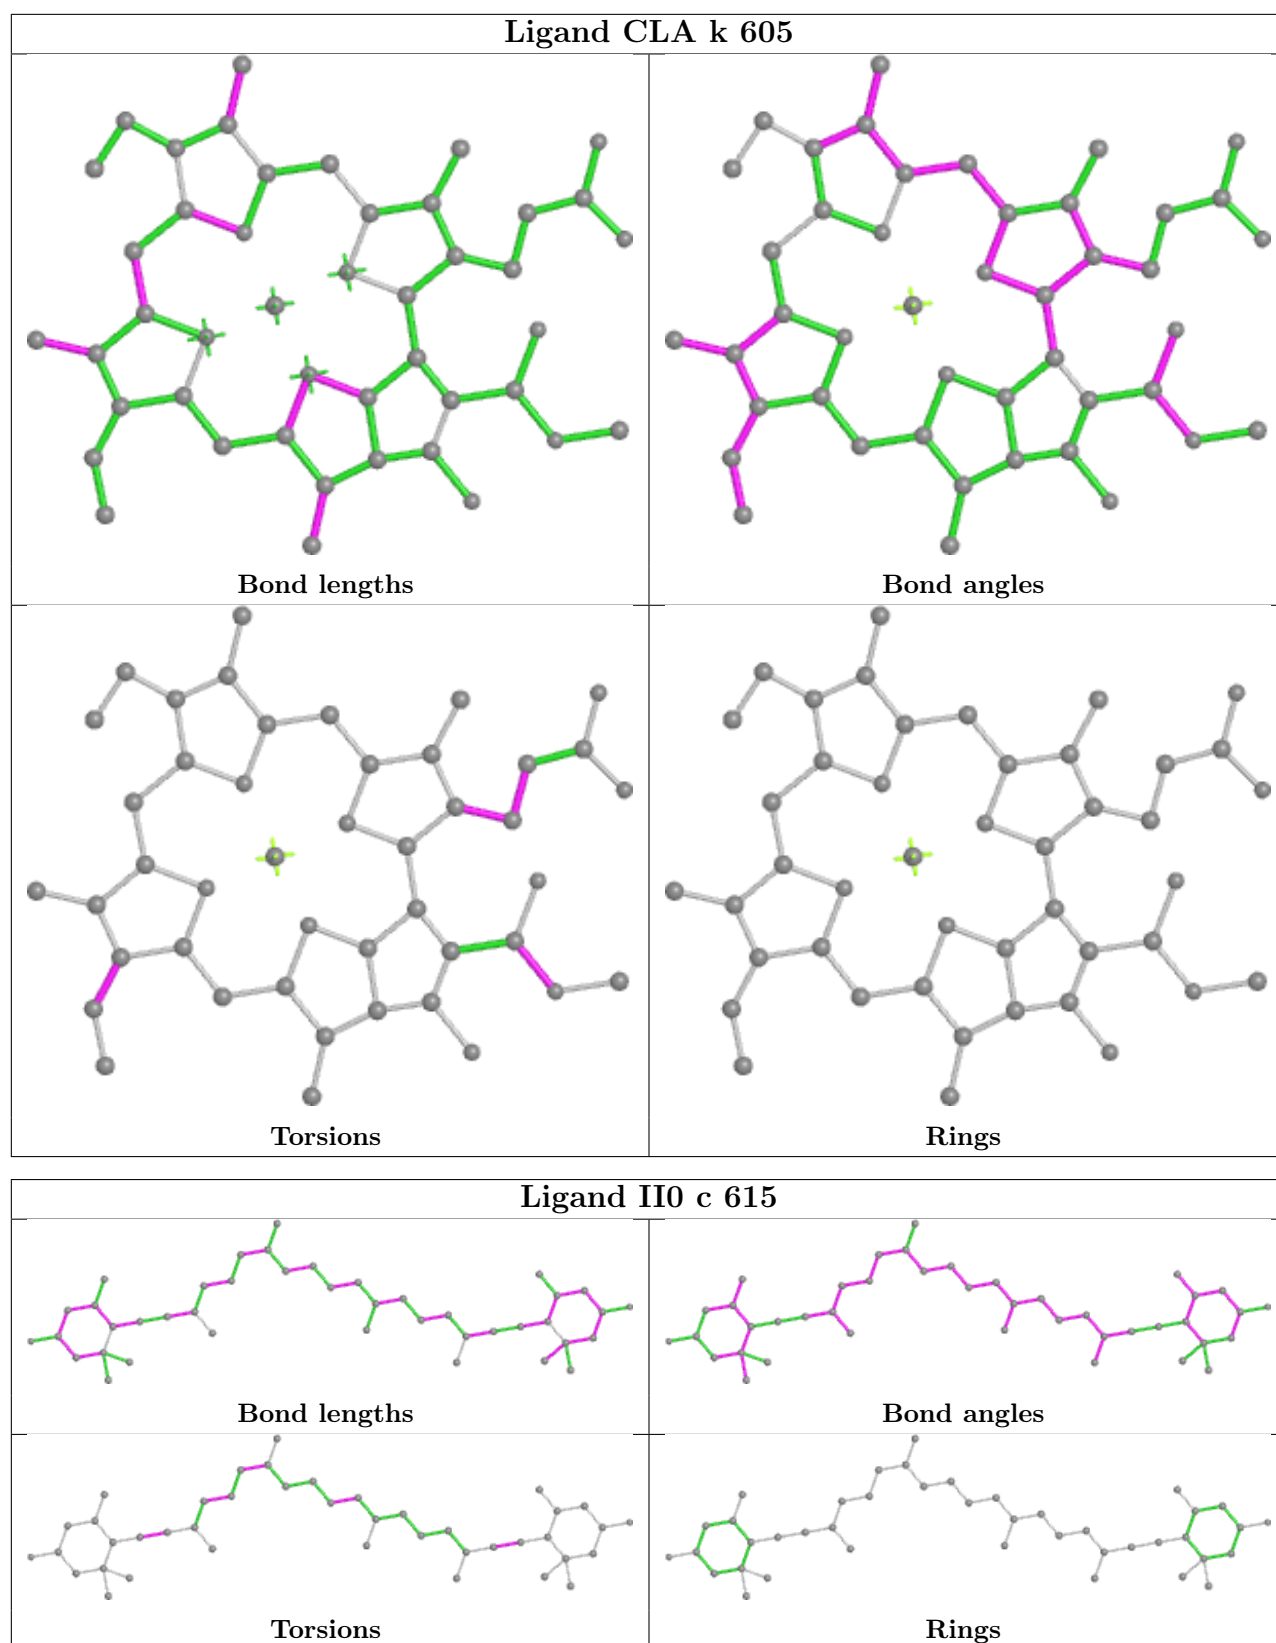 Ligand CLA k 605
Bond lengths
Bond angles
Torsions
Rings
Ligand II0 c 615
Bond lengths
Bond angles
Torsions
Rings